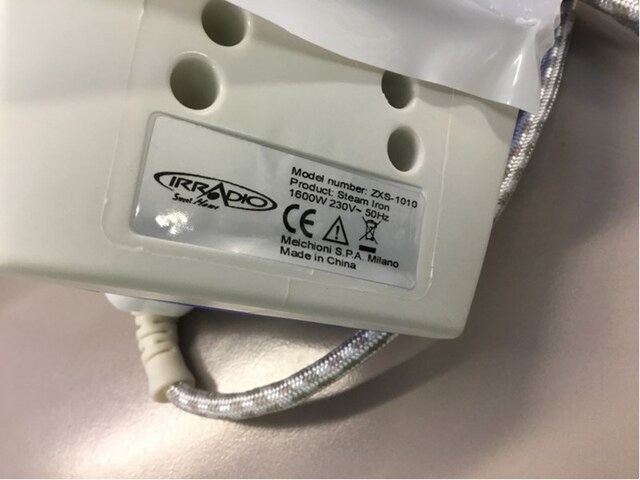 IRRADIO
Sweet Home
Model number: ZXS-1010
Product: Steam Iron
1600W 230V~ 50Hz
CE
Melchioni S.P.A. Milano
Made in China